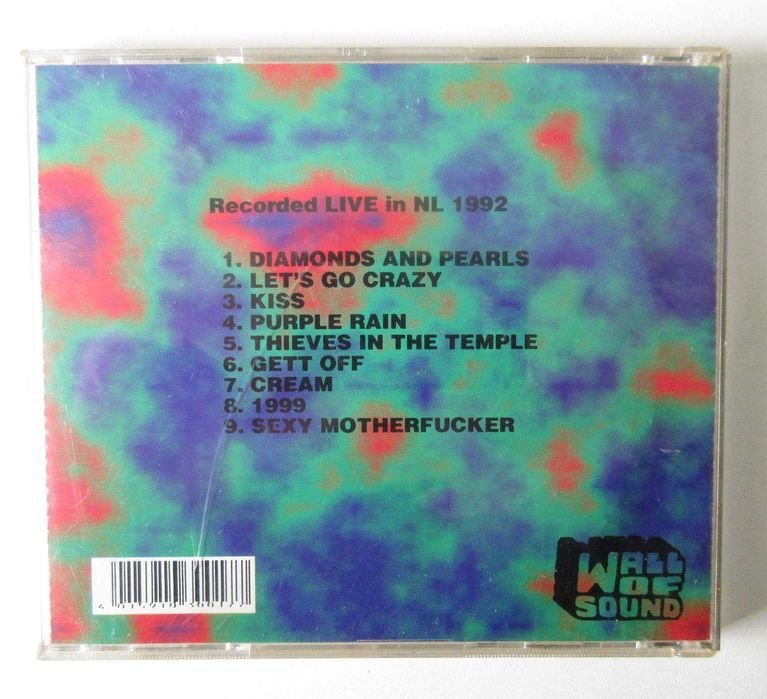 Recorded LIVE in NL 1992
1. DIAMONDS AND PEARLS
2. LET'S GO CRAZY
3. KISS
4. PURPLE RAIN
5. THIEVES IN THE TEMPLE
6. GETT OFF
7. CREAM
8. 1999
9. SEXY MOTHERFUCKER
WALL
OF
SOUND